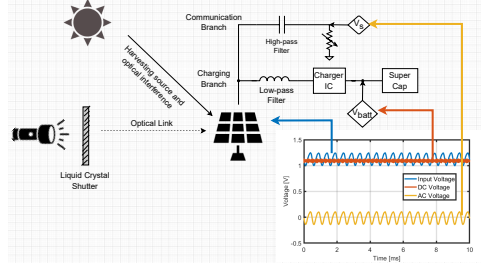 Communication
Branch
High-pass
Filter
Vs
Harvesting source and
optical interference
Charging
Branch
Low-pass
Filter
Charger
IC
Super
Cap
Vbatt
Optical Link
Liquid Crystal
Shutter
1.5
1
0.5
0
-0.5
Voltage [V]
Input Voltage
DC Voltage
AC Voltage
0
2
4
6
8
10
Time [ms]